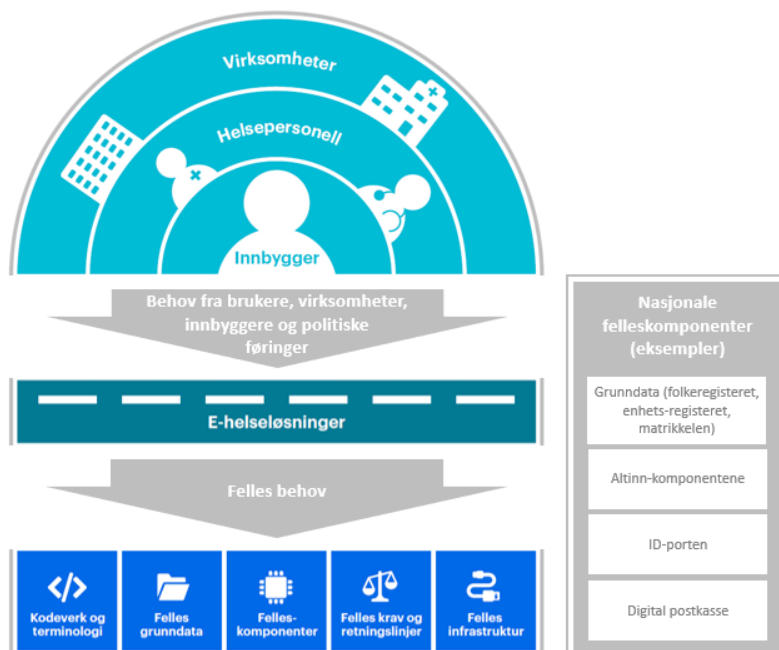 Virksomheter
Helsepersonell
Innbygger
Behov fra brukere, virksomheter,
innbyggere og politiske
føringer
E-helseløsninger
Felles behov
Kodeverk og
terminologi
Felles
grunndata
Felles-
komponenter
Felles krav og
retningslinjer
Felles
infrastruktur
Nasjonale
felleskomponenter
(eksempler)
Grunndata (folkeregisteret,
enhets-registeret,
matrikkelen)
Altinn-komponentene
ID-porten
Digital postkasse